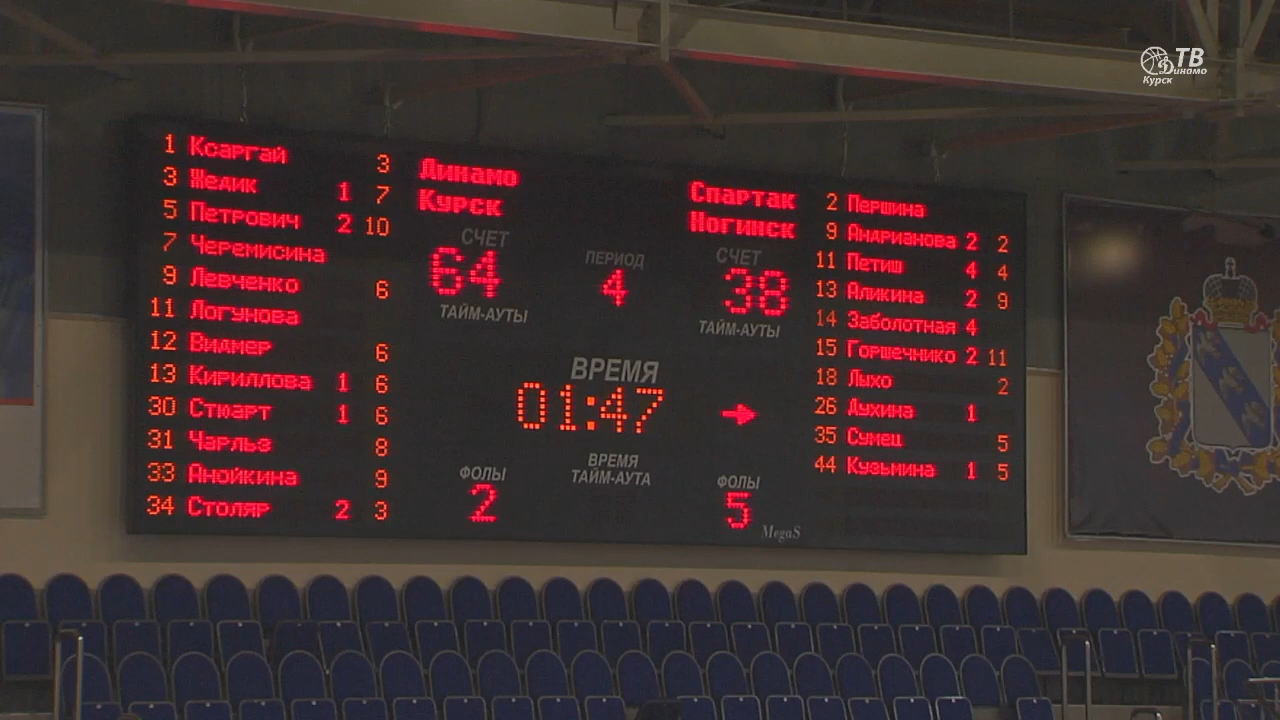 ТВ
Динамо
Курск
1 Коаргай 3
3 Жедик 1 7
5 Петрович 2 10
7 Черемисина
9 Левченко 6
11 Логунова
12 Видмер 6
13 Кириллова 1 6
30 Стюарт 1 6
31 Чарльз 8
33 Анойкина 9
34 Столяр 2 3
Динамо
Курск
СЧЕТ
64
ТАЙМ-АУТЫ
ПЕРИОД
4
Спартак
Ногинск
СЧЕТ
38
ТАЙМ-АУТЫ
ВРЕМЯ
01:47
ФОЛЫ
2
ВРЕМЯ
ТАЙМ-АУТА
ФОЛЫ
5
MegaS
2 Першина
9 Андрианова 2 2
11 Петиш 4 4
13 Аликина 2 9
14 Заболотная 4
15 Горшечнико 2 11
18 Лыхо 2
26 Духина 1
35 Сумец 5
44 Кузьмина 1 5